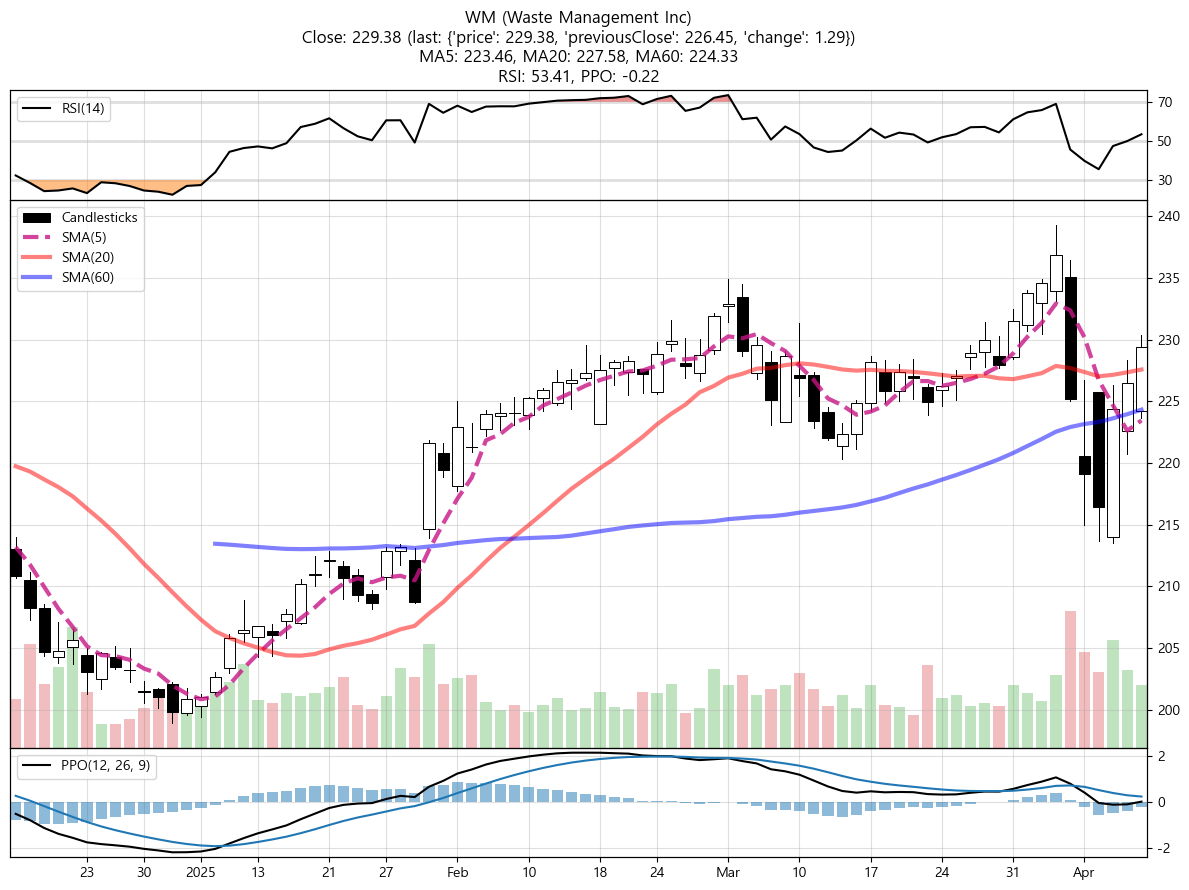 WM (Waste Management Inc)
Close: 229.38 (last: {'price': 229.38, 'previousClose': 226.45, 'change': 1.29})
MA5: 223.46, MA20: 227.58, MA60: 224.33
RSI: 53.41, PPO: -0.22
RSI(14)
70
50
30
Candlesticks
SMA(5)
SMA(20)
SMA(60)
240
235
230
225
220
215
210
205
200
PPO(12, 26, 9)
2
0
-2
23 30 2025 13 21 27 Feb 10 18 24 Mar 10 17 24 31 Apr